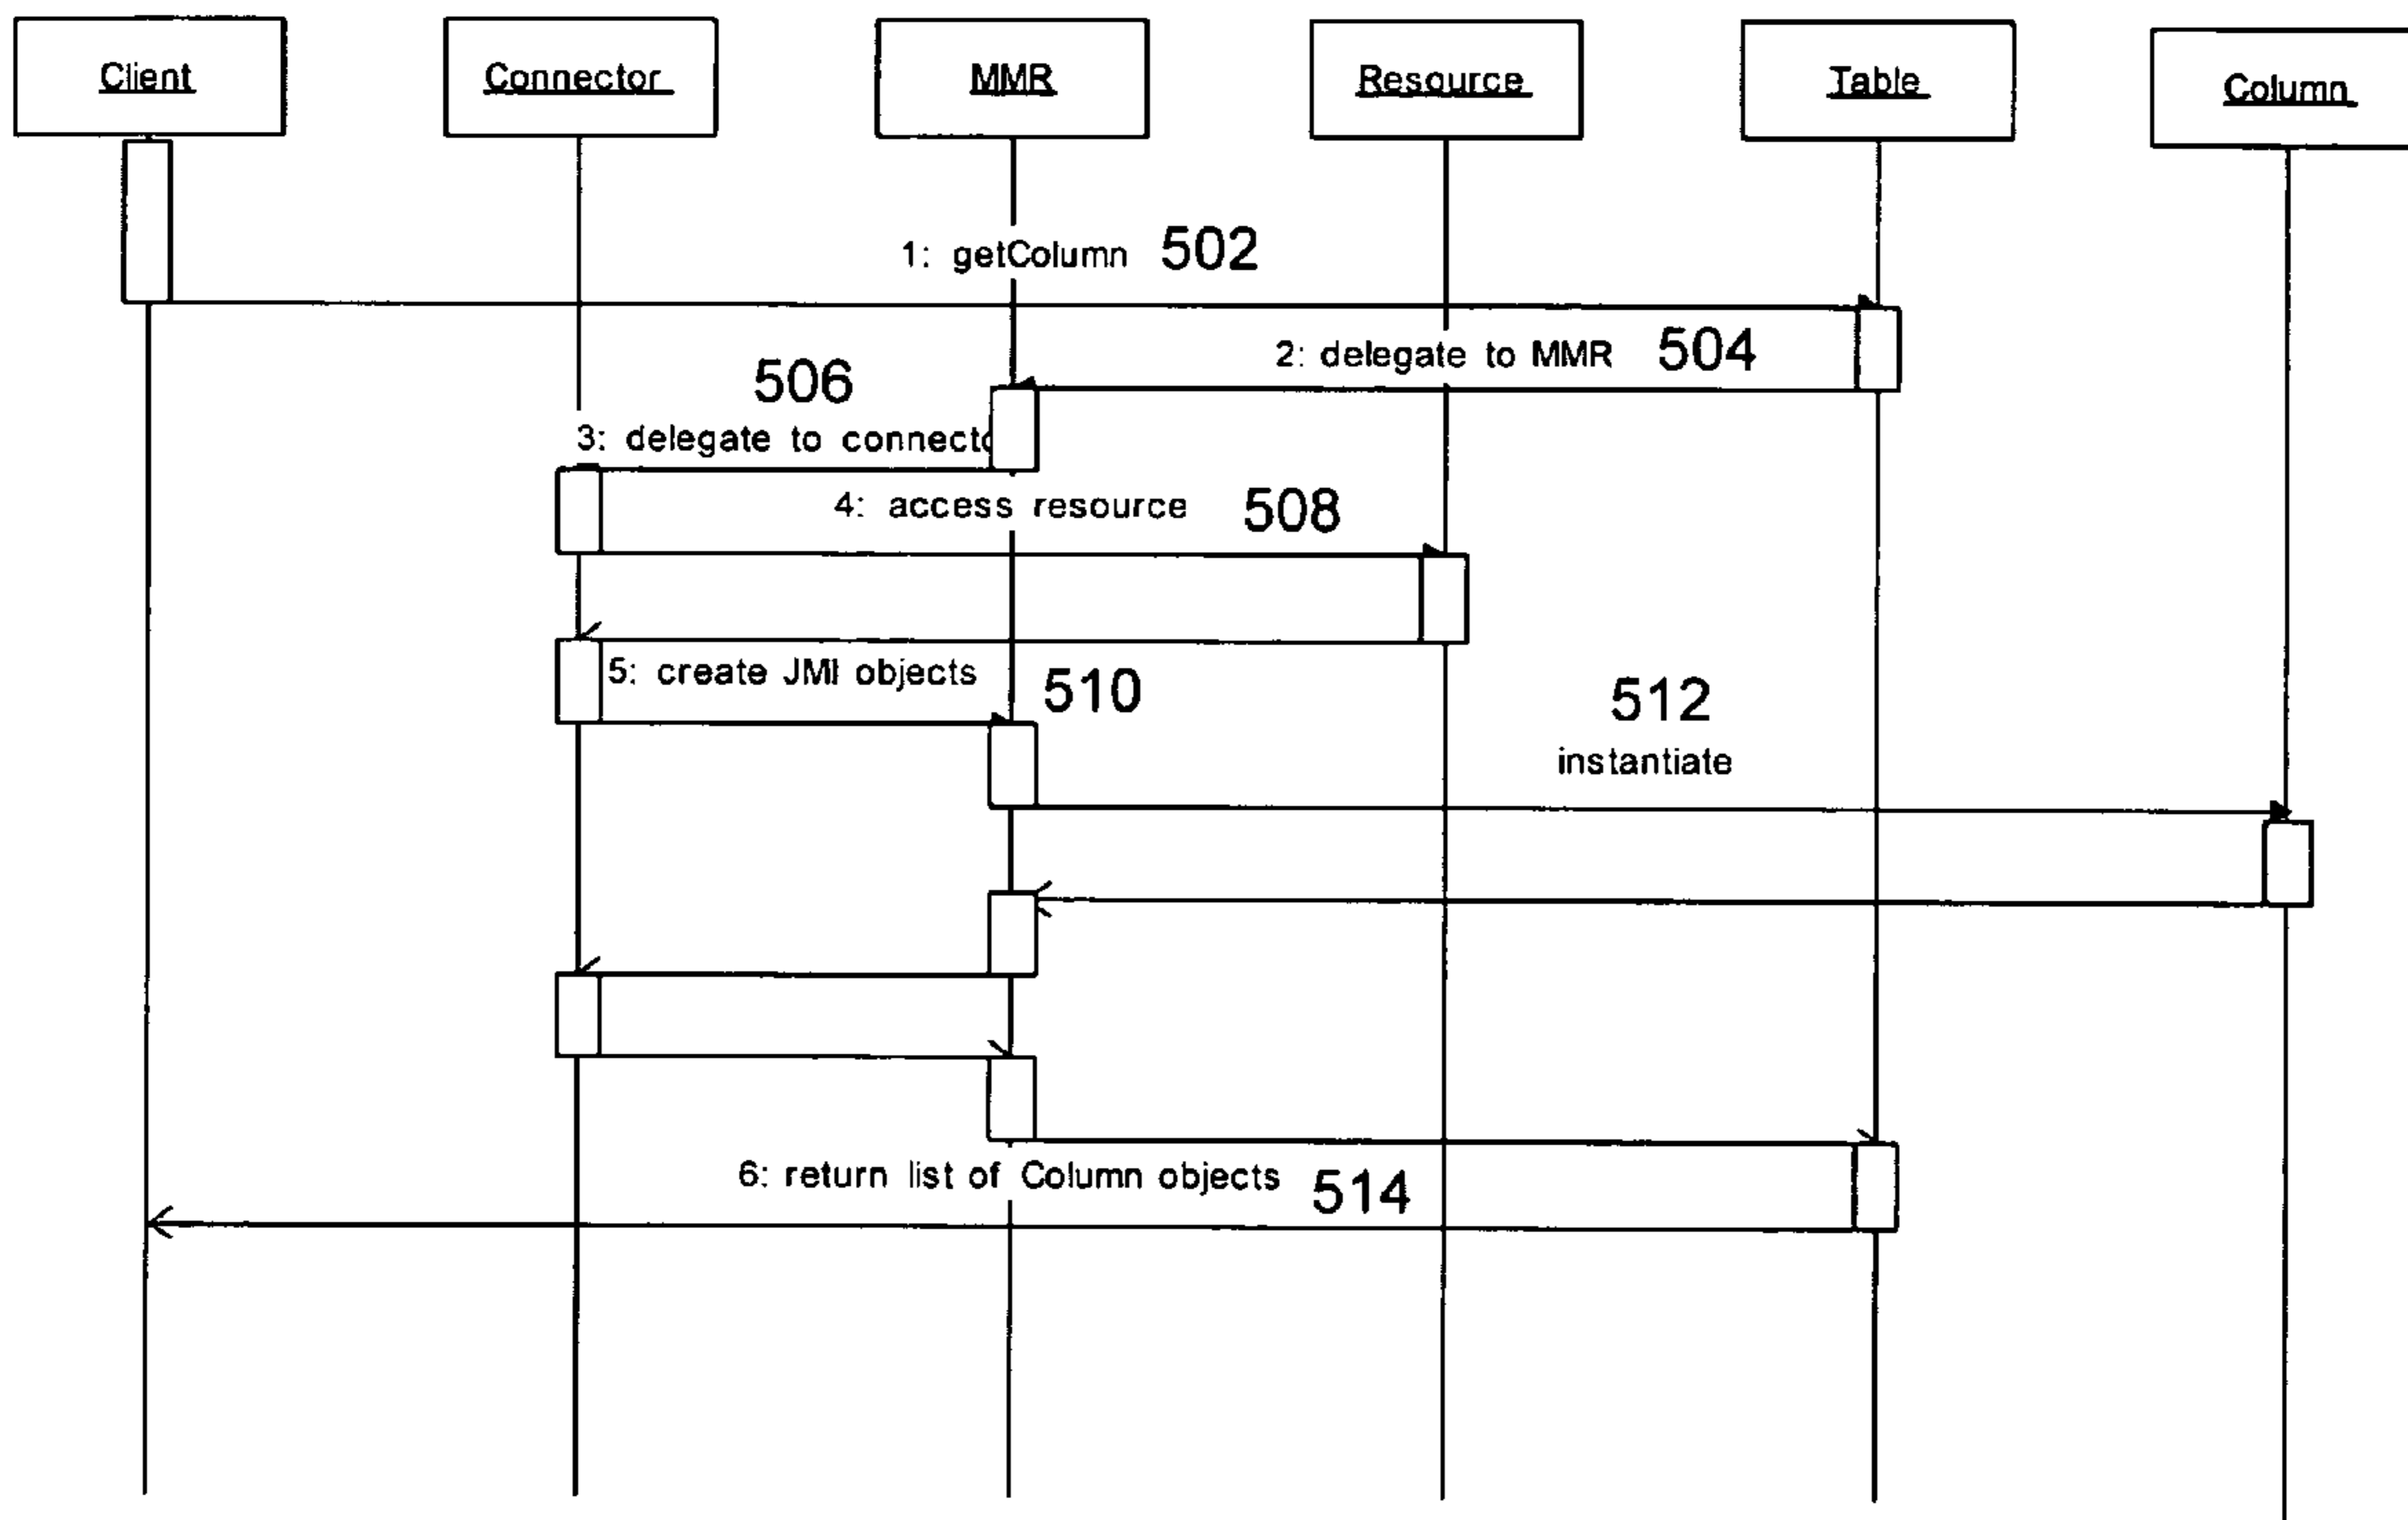 Client
Connector
MMR
Resource
Table
Column
1: getColumn 502
2: delegate to MMR 504
506
3: delegate to connecto
4: access resource 508
5: create JMI objects 510
512
instantiate
6: return list of Column objects 514